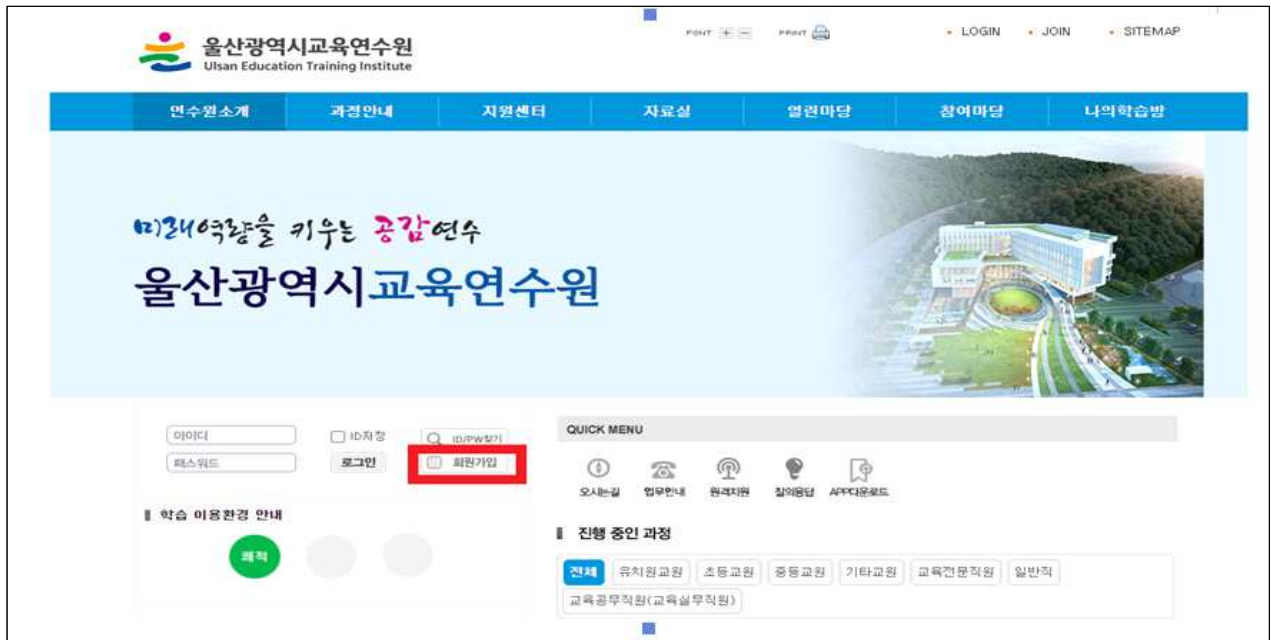 울산광역시교육연수원
Ulsan Education Training Institute
FONT + − PRINT
LOGIN JOIN SITEMAP
연수원소개 과정안내 지원센터 자료실 열린마당 참여마당 나의학습방
미래역량을 키우는 공감연수
울산광역시교육연수원
아이디 ID저장 ID/PW찾기
패스워드 로그인 회원가입
학습 이용환경 안내
쾌적
QUICK MENU
오시는길 업무안내 원격지원 질의응답 APP다운로드
진행 중인 과정
전체 유치원교원 초등교원 중등교원 기타교원 교육전문직원 일반직
교육공무직원(교육실무직원)